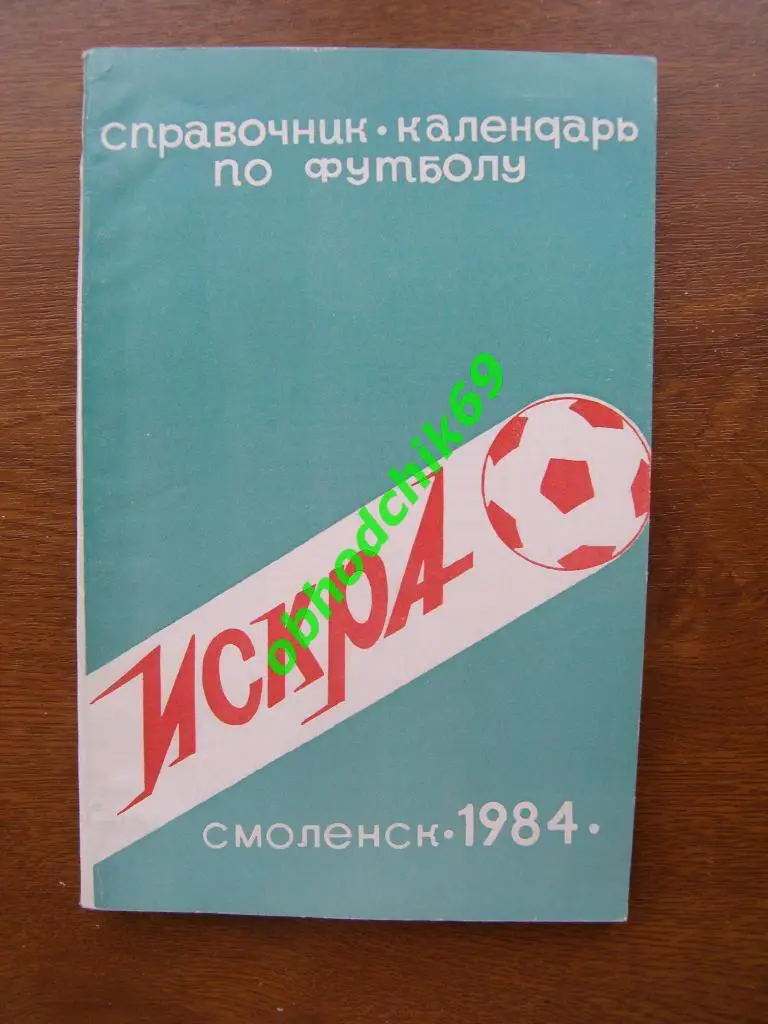 справочник · календарь
по футболу
obhodchik69
ИСКРА
смоленск · 1984 ·